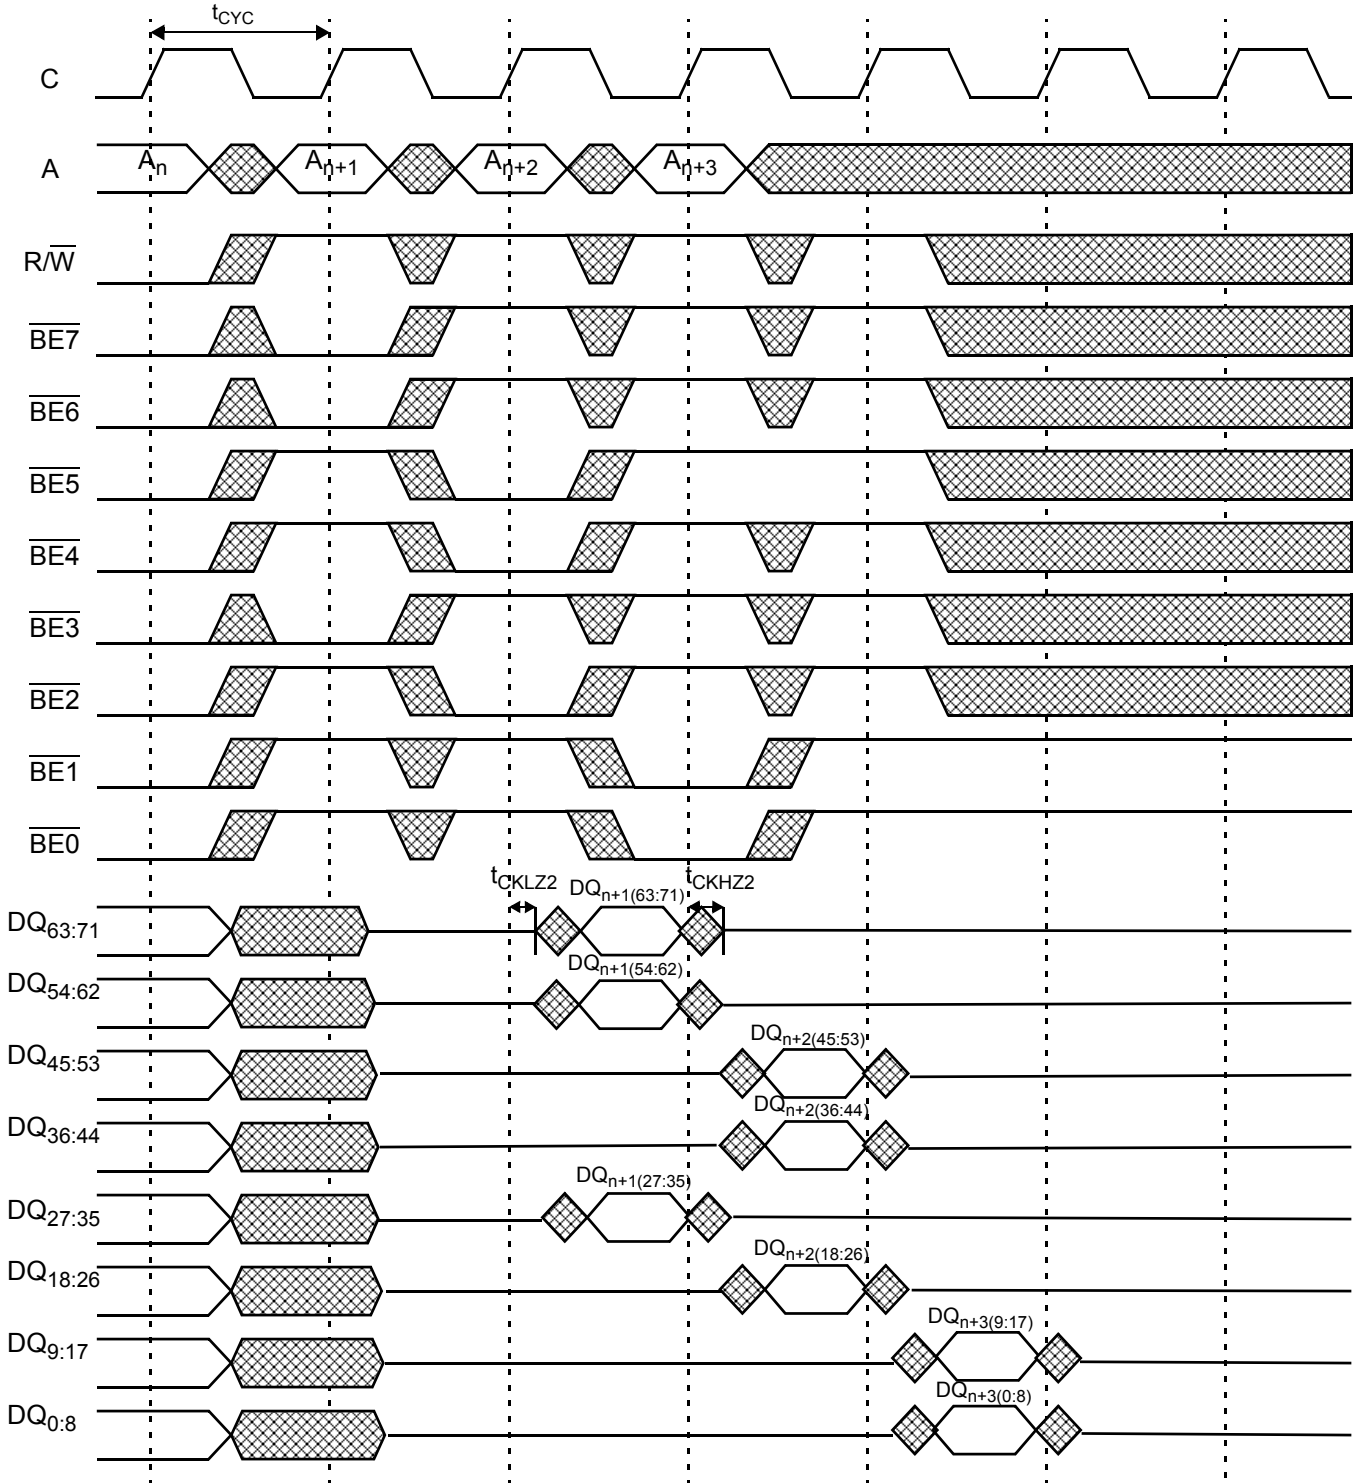 tCYC
C
A An An+1 An+2 An+3
R/W
BE7
BE6
BE5
BE4
BE3
BE2
BE1
BE0
tCKLZ2 DQn+1(63:71) tCKHZ2
DQ63:71
DQn+1(54:62)
DQ54:62
DQn+2(45:53)
DQ45:53
DQn+2(36:44)
DQ36:44
DQn+1(27:35)
DQ27:35
DQn+2(18:26)
DQ18:26
DQn+3(9:17)
DQ9:17
DQn+3(0:8)
DQ0:8